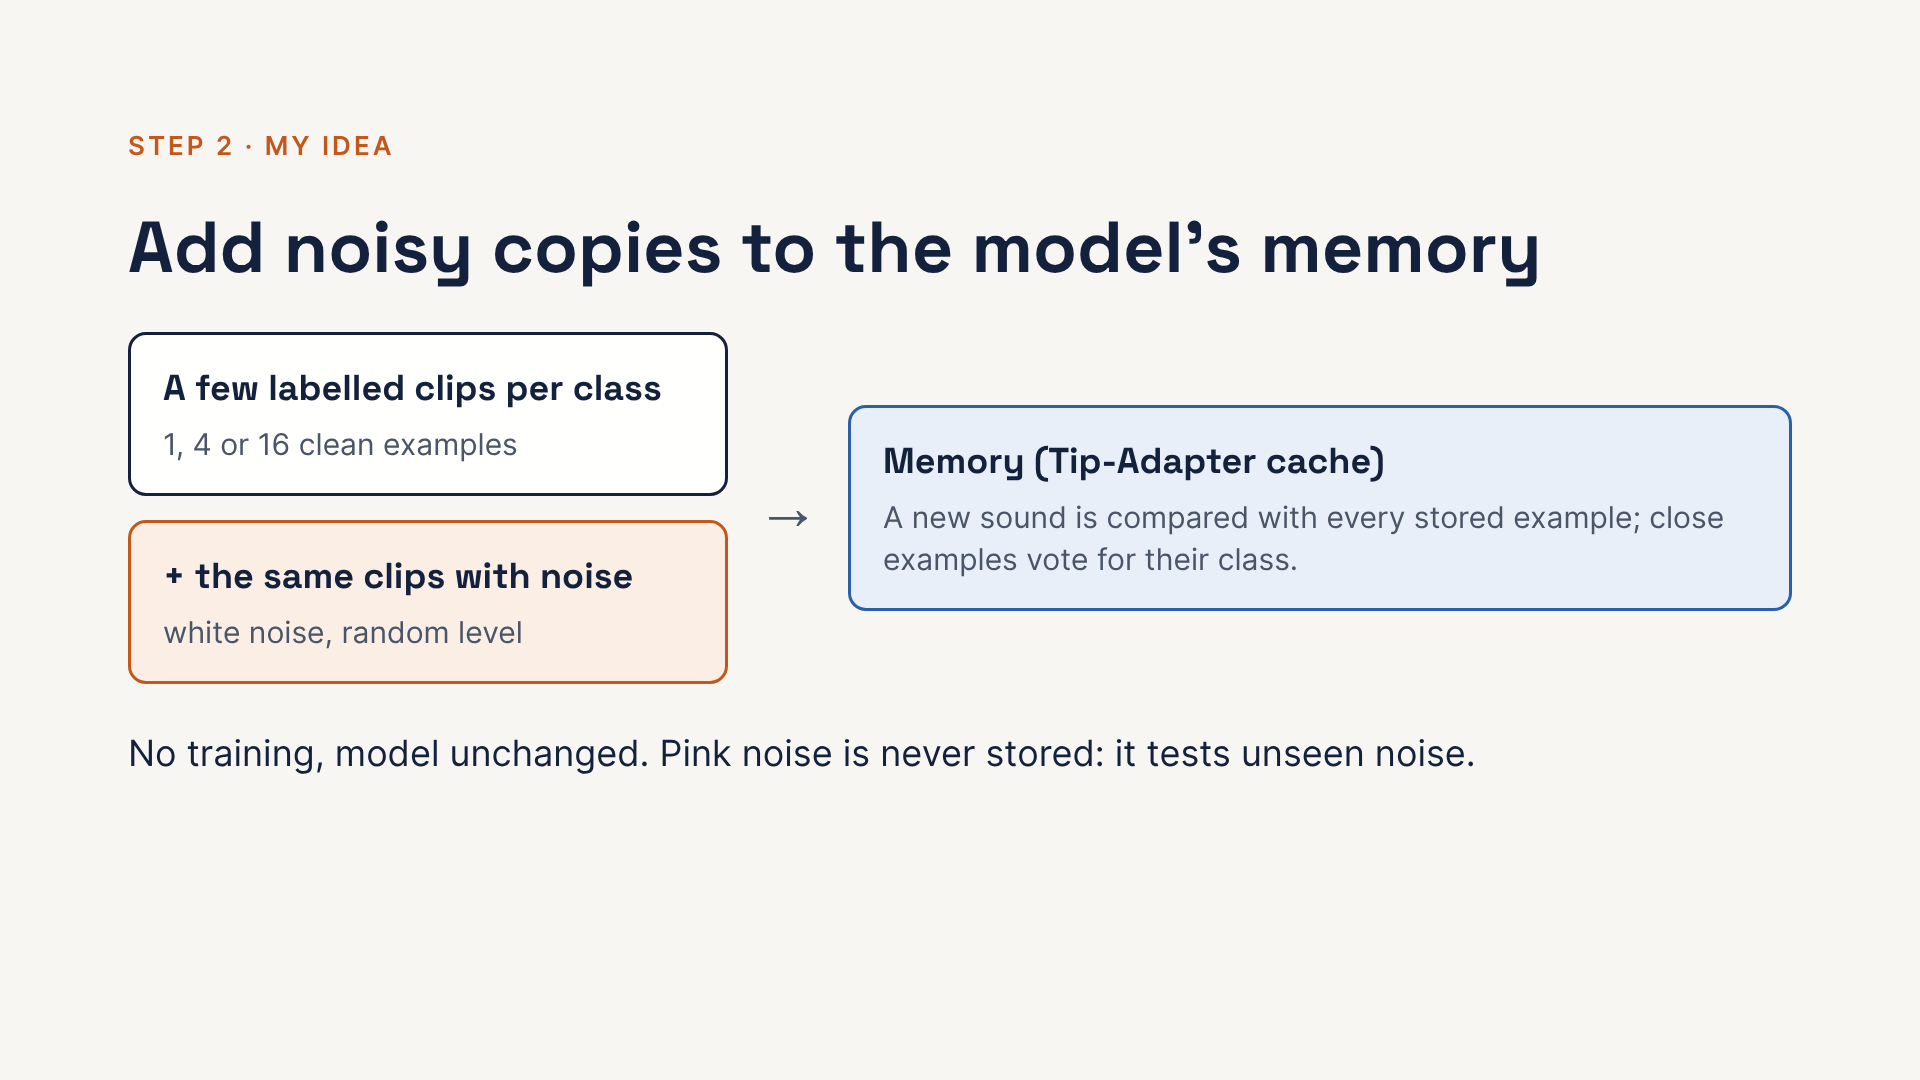 STEP 2 · MY IDEA
Add noisy copies to the model’s memory
A few labelled clips per class
1, 4 or 16 clean examples
+ the same clips with noise
white noise, random level
→
Memory (Tip-Adapter cache)
A new sound is compared with every stored example; close
examples vote for their class.
No training, model unchanged. Pink noise is never stored: it tests unseen noise.